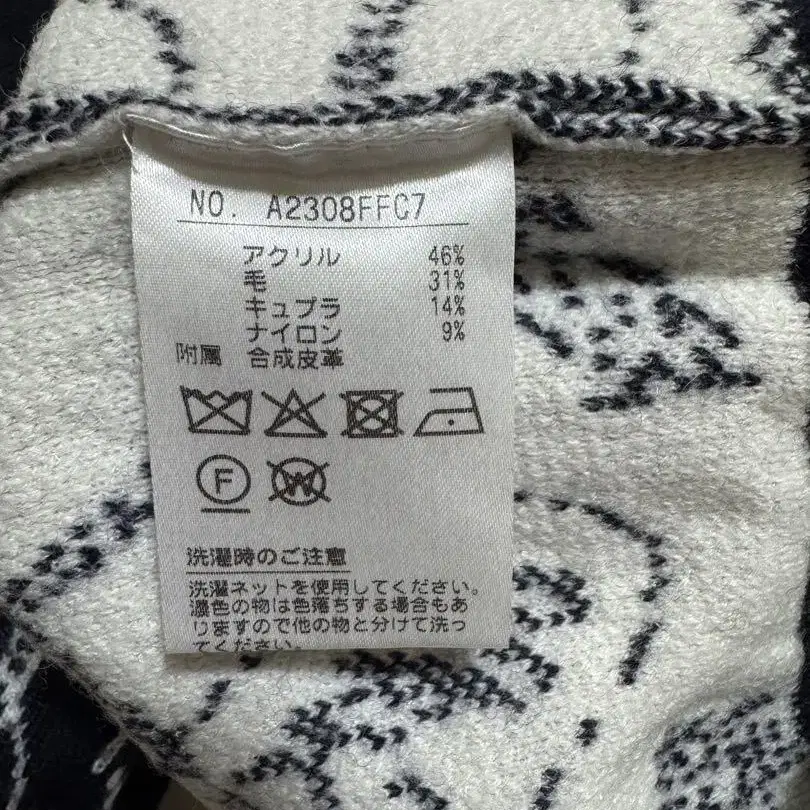 NO. A2308FFC7
アクリル 46%
毛 31%
キュプラ 14%
ナイロン 9%
附属 合成皮革
F
W
洗濯時のご注意
洗濯ネットを使用してください。
濃色の物は色落ちする場合もあ
りますので他の物と分けて洗っ
てください。